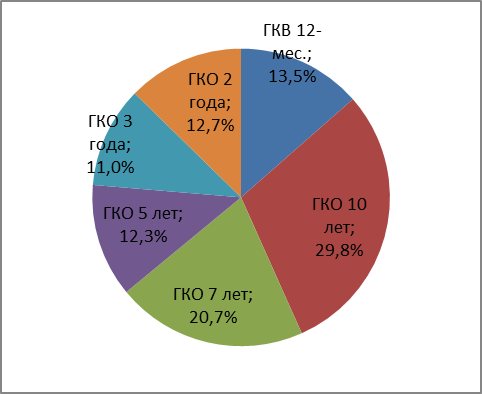 ГКВ 12-
мес.;
13,5%
ГКО 10
лет;
29,8%
ГКО 7 лет;
20,7%
ГКО 5 лет;
12,3%
ГКО 3
года;
11,0%
ГКО 2
года;
12,7%